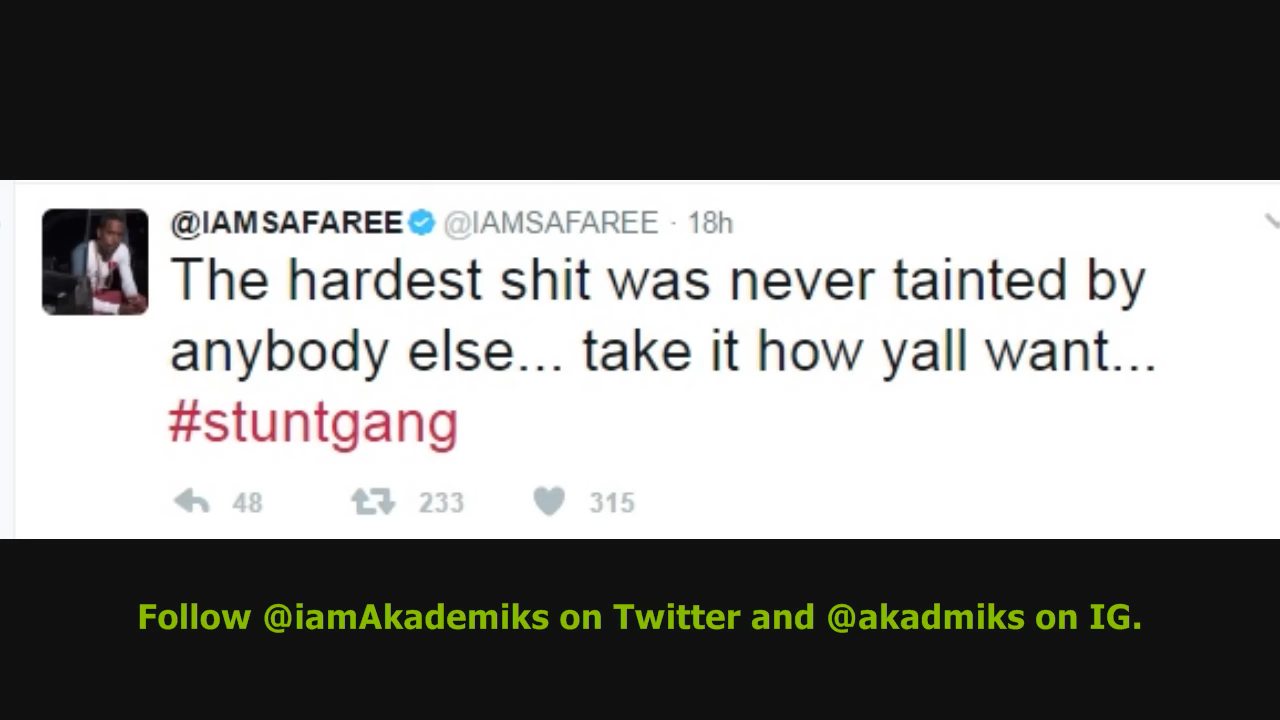 @IAMSAFAREE @IAMSAFAREE · 18h
The hardest shit was never tainted by
anybody else... take it how yall want...
#stuntgang
48 233 315
Follow @iamAkademiks on Twitter and @akadmiks on IG.